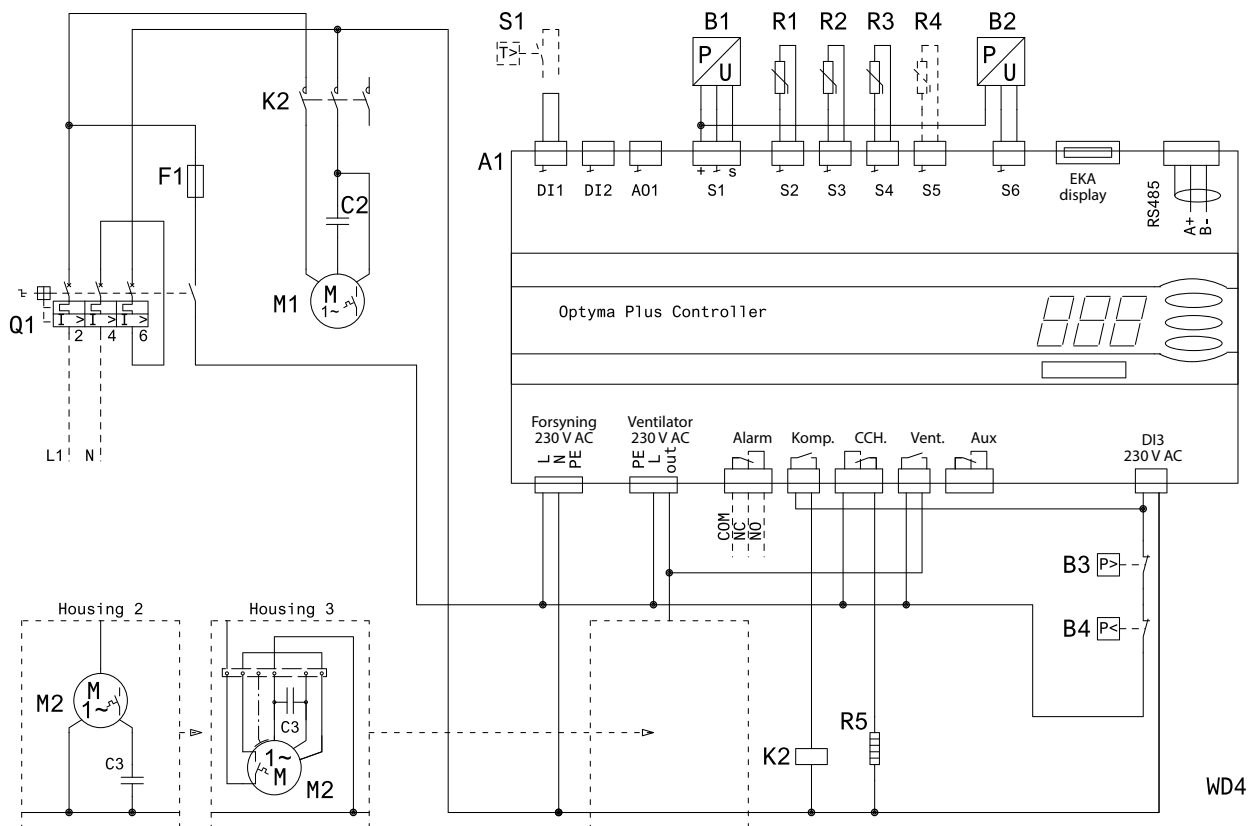 S1
B1
R1
R2
R3
R4
B2
T>
P
U
P
U
K2
A1
F1
+
s
DI1
DI2
AO1
S1
S2
S3
S4
S5
S6
EKA
display
RS485
A+
B-
C2
M1
M
1~
Q1
I >
I >
I >
2
4
6
Optyma Plus Controller
L1
N
Forsyning
230 V AC
Ventilator
230 V AC
Alarm
Komp.
CCH.
Vent.
Aux
DI3
230 V AC
L
N
PE
PE
L
out
COM
NC
NO
B3
P>
B4
P<
Housing 2
Housing 3
M2
M
1~
C3
C3
1~
M
M2
R5
K2
WD4